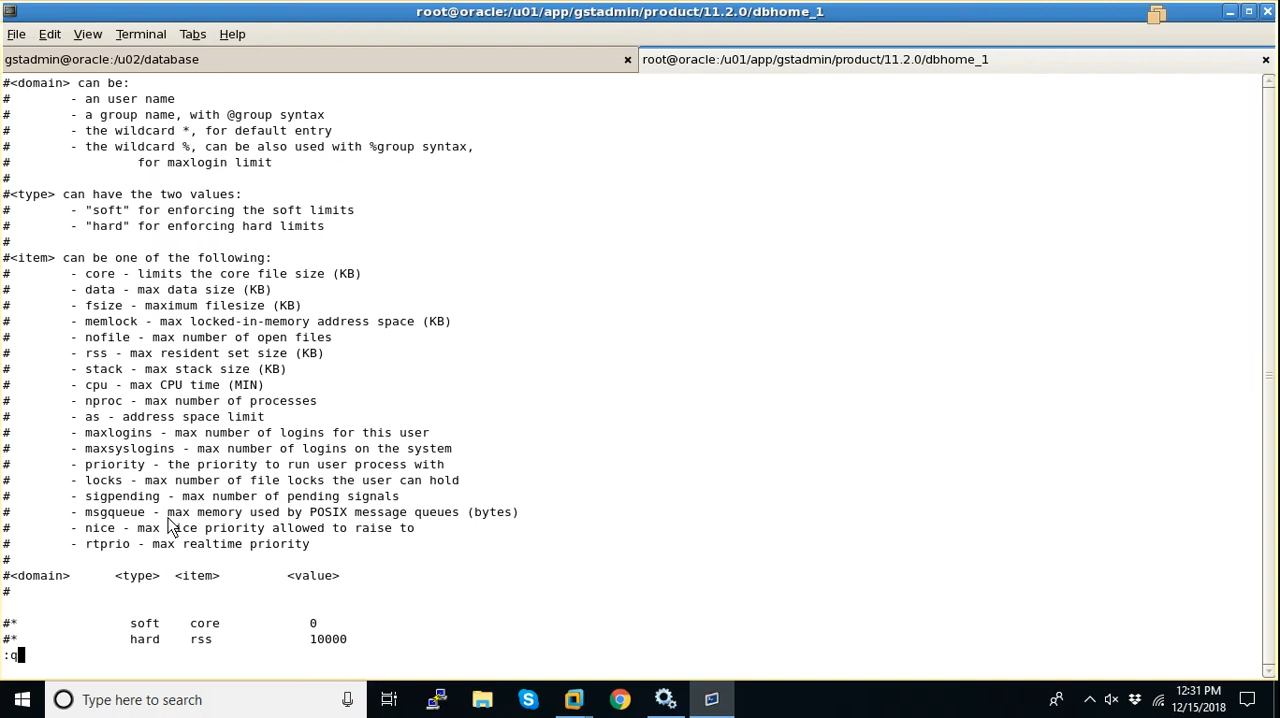 root@oracle:/u01/app/gstadmin/product/11.2.0/dbhome_1
File Edit View Terminal Tabs Help
gstadmin@oracle:/u02/database
root@oracle:/u01/app/gstadmin/product/11.2.0/dbhome_1
#<domain> can be:
# - an user name
# - a group name, with @group syntax
# - the wildcard *, for default entry
# - the wildcard %, can be also used with %group syntax,
# for maxlogin limit
#
#<type> can have the two values:
# - "soft" for enforcing the soft limits
# - "hard" for enforcing hard limits
#
#<item> can be one of the following:
# - core - limits the core file size (KB)
# - data - max data size (KB)
# - fsize - maximum filesize (KB)
# - memlock - max locked-in-memory address space (KB)
# - nofile - max number of open files
# - rss - max resident set size (KB)
# - stack - max stack size (KB)
# - cpu - max CPU time (MIN)
# - nproc - max number of processes
# - as - address space limit
# - maxlogins - max number of logins for this user
# - maxsyslogins - max number of logins on the system
# - priority - the priority to run user process with
# - locks - max number of file locks the user can hold
# - sigpending - max number of pending signals
# - msgqueue - max memory used by POSIX message queues (bytes)
# - nice - max nice priority allowed to raise to
# - rtprio - max realtime priority
#
#<domain> <type> <item> <value>
#
#* soft core 0
#* hard rss 10000
:q
Type here to search
12:31 PM
12/15/2018